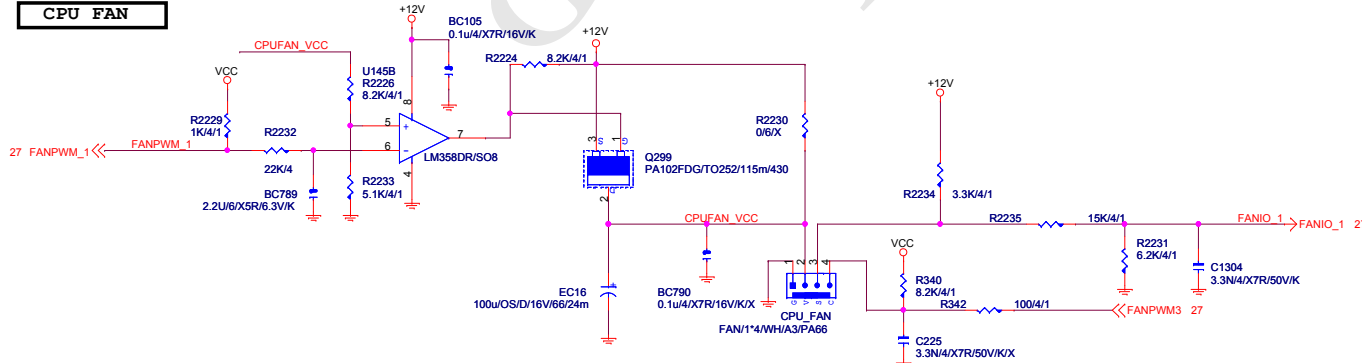 CPU FAN
+12V
BC105
0.1u/4/X7R/16V/K
+12V
CPUFAN_VCC
R2224
8.2K/4/1
VCC
U145B
R2226
8.2K/4/1
+12V
8
R2229
1K/4/1
R2230
0/6/X
R2232
5
+
7
3
1
S
G
27 FANPWM_1
FANPWM_1
6
-
LM358DR/SO8
Q299
PA102FDG/TO252/115m/430
22K/4
4
R2233
5.1K/4/1
D
2
R2234
3.3K/4/1
BC789
2.2U/6/X5R/6.3V/K
CPUFAN_VCC
R2235
15K/4/1
FANIO_1
FANIO_1 27
VCC
R2231
6.2K/4/1
1
2
3
4
C1304
3.3N/4/X7R/50V/K
EC16
100u/OS/D/16V/66/24m
BC790
0.1u/4/X7R/16V/K/X
R340
8.2K/4/1
G
V
S
C
R342
100/4/1
FANPWM3 27
CPU_FAN
FAN/1*4/WH/A3/PA66
C225
3.3N/4/X7R/50V/K/X